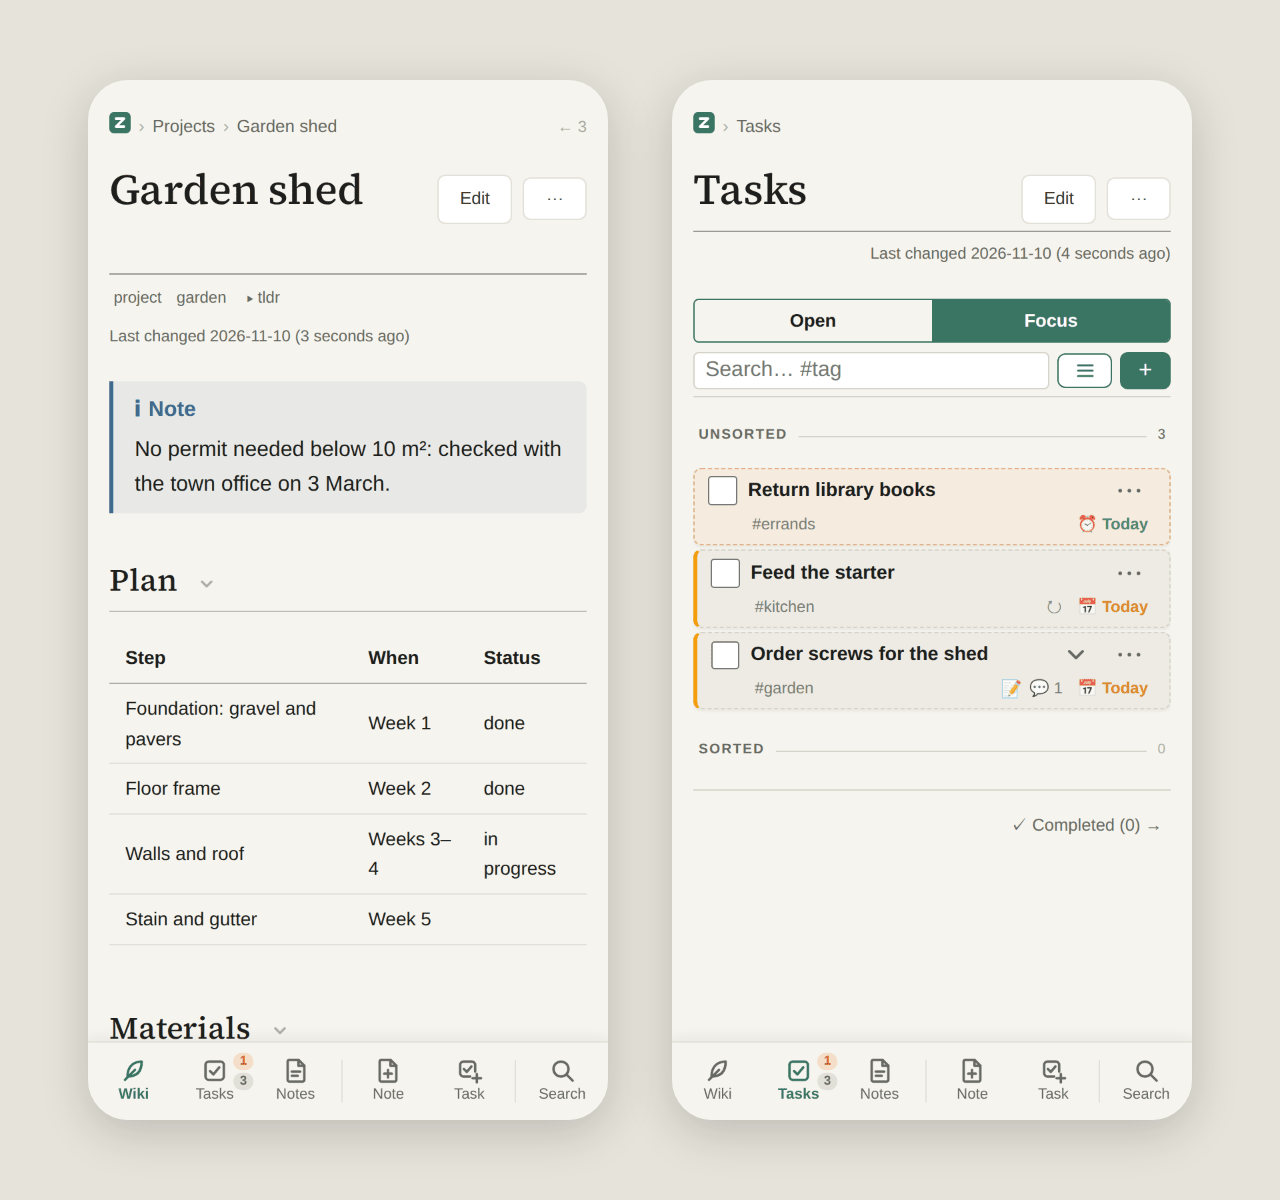 Z › Projects › Garden shed ← 3
Garden shed
Edit
···
project garden ▸ tldr
Last changed 2026-11-10 (3 seconds ago)
Note
No permit needed below 10 m²: checked with
the town office on 3 March.
Plan
Step When Status
Foundation: gravel and
pavers
Week 1 done
Floor frame Week 2 done
Walls and roof
Weeks 3–
4
in
progress
Stain and gutter Week 5
Materials
1
3
Wiki Tasks Notes Note Task Search
Z › Tasks
Tasks
Edit
···
Last changed 2026-11-10 (4 seconds ago)
Open Focus
Search… #tag
+
UNSORTED 3
Return library books
#errands ⏰ Today
Feed the starter
#kitchen 📅 Today
Order screws for the shed
#garden 📝 💬 1 📅 Today
SORTED 0
✓ Completed (0) →
1
3
Wiki Tasks Notes Note Task Search